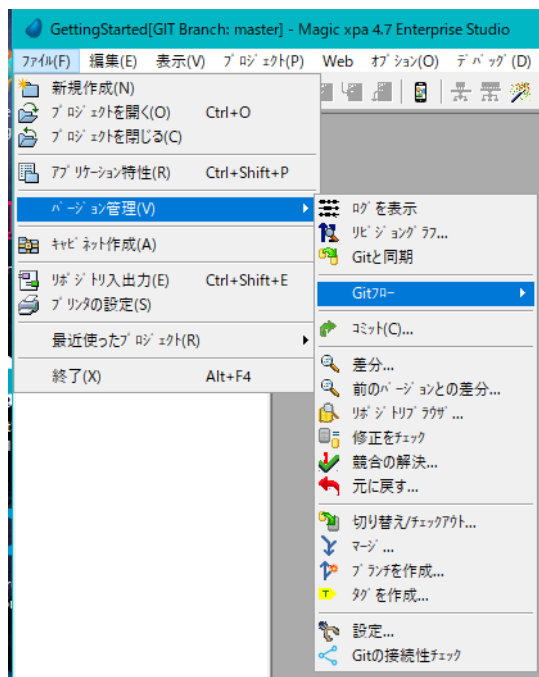 GettingStarted[GIT Branch: master] - Magic xpa 4.7 Enterprise Studio
ﾌｧｲﾙ(F) 編集(E) 表示(V) ﾌﾟﾛｼﾞｪｸﾄ(P) Web ｵﾌﾟｼｮﾝ(O) ﾃﾞﾊﾞｯｸﾞ(D)
新規作成(N)
ﾌﾟﾛｼﾞｪｸﾄを開く(O) Ctrl+O
ﾌﾟﾛｼﾞｪｸﾄを閉じる(C)
ｱﾌﾟﾘｹｰｼｮﾝ特性(R) Ctrl+Shift+P
ﾊﾞｰｼﾞｮﾝ管理(V)
ｷｬﾋﾞﾈｯﾄ作成(A)
ﾘﾎﾟｼﾞﾄﾘ入出力(E) Ctrl+Shift+E
ﾌﾟﾘﾝﾀの設定(S)
最近使ったﾌﾟﾛｼﾞｪｸﾄ(R)
終了(X) Alt+F4
ﾛｸﾞを表示
ﾘﾋﾞｼﾞｮﾝｸﾞﾗﾌ...
Gitと同期
Gitﾌﾛｰ
ｺﾐｯﾄ(C)...
差分...
前のﾊﾞｰｼﾞｮﾝとの差分...
ﾘﾎﾟｼﾞﾄﾘﾌﾞﾗｳｻﾞ...
修正をﾁｪｯｸ
競合の解決...
元に戻す...
切り替え/ﾁｪｯｸｱｳﾄ...
ﾏｰｼﾞ...
ﾌﾞﾗﾝﾁを作成...
ﾀｸﾞを作成...
設定...
Gitの接続性ﾁｪｯｸ